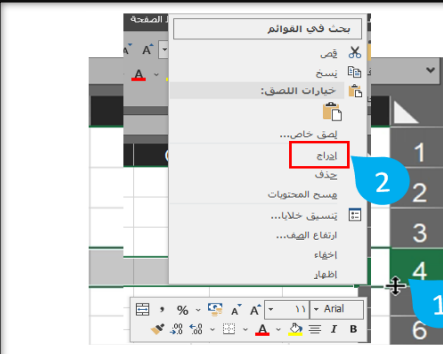 الصفحة
بحث في القوائم
قص
نسخ
خيارات اللصق:
لصق خاص...
إدراج
حذف
مسح المحتويات
تنسيق خلايا...
ارتفاع الصف...
إخفاء
إظهار
1
2
3
4
6
2
1
Arial ١١ A A %
B I A